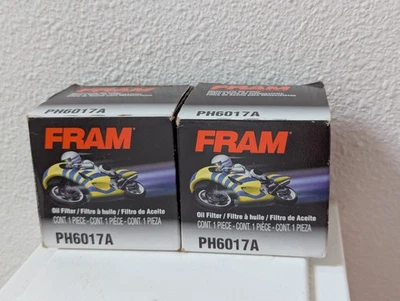 PH6017A
FRAM
Oil Filter / Filtre à huile / Filtro de Aceite
CONT. 1 PIECE - CONT. 1 PIÈCE - CONT. 1 PIEZA
PH6017A
PH6017A
FRAM
Oil Filter / Filtre à huile / Filtro de Aceite
CONT. 1 PIECE - CONT. 1 PIÈCE - CONT. 1 PIEZA
PH6017A